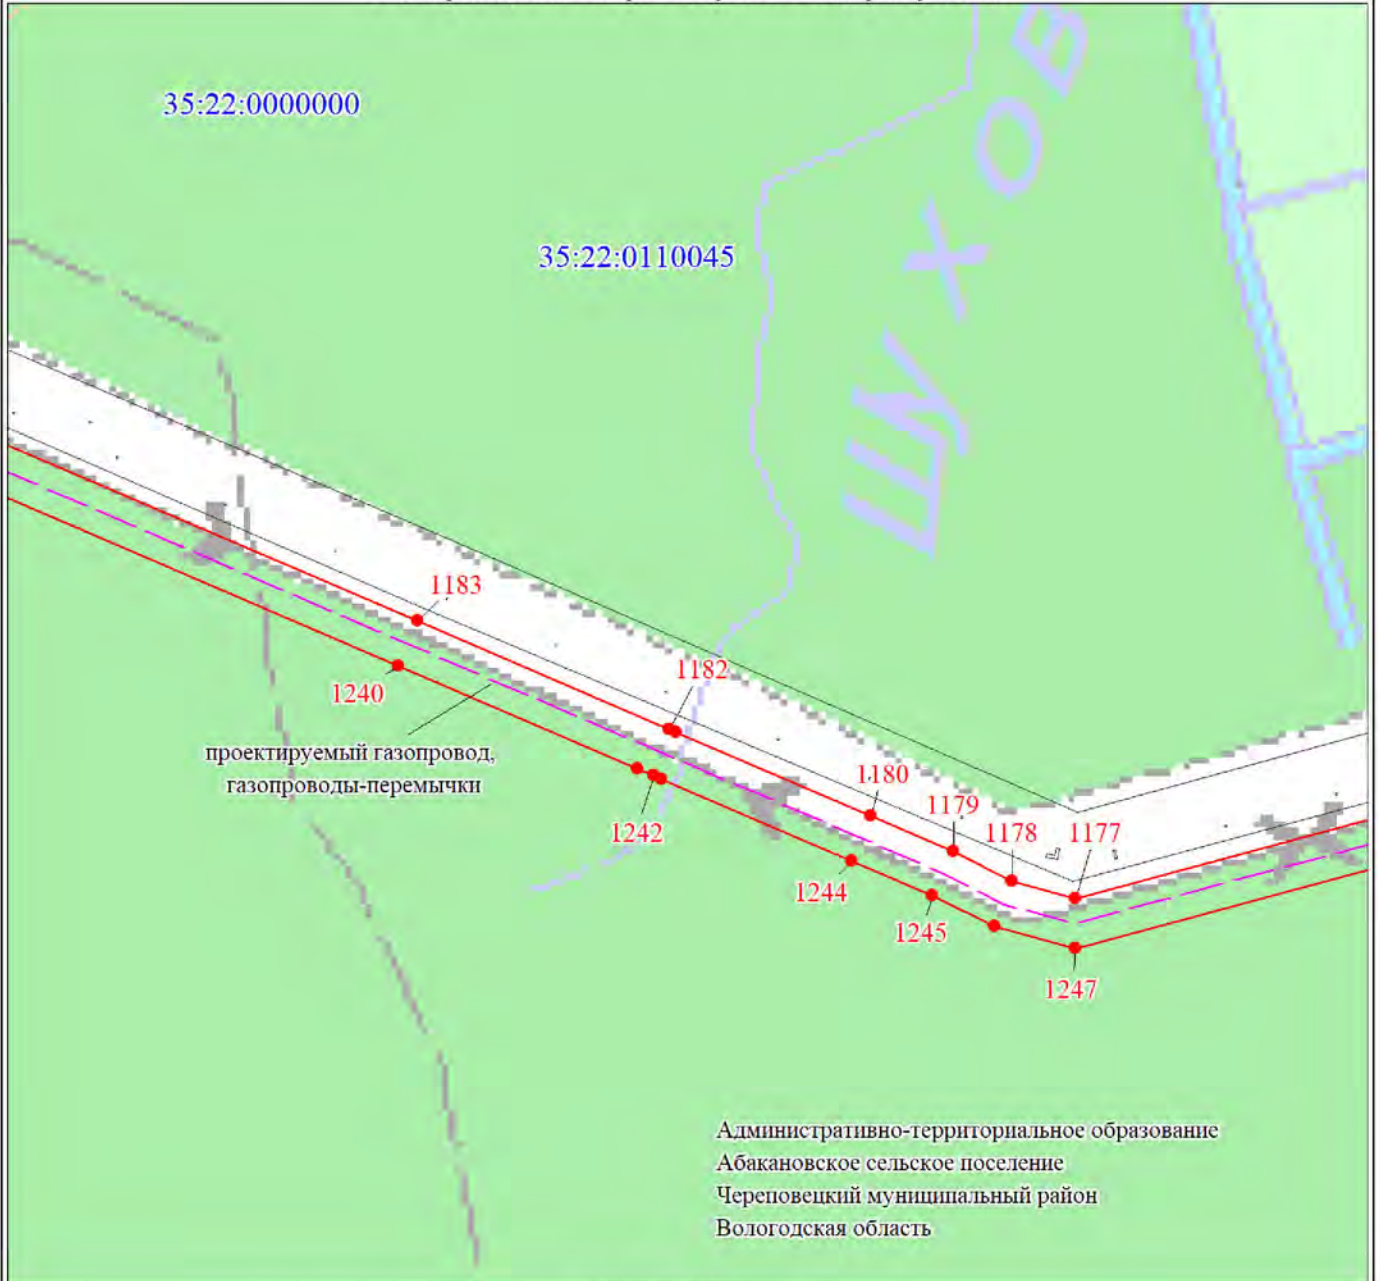 35:22:0000000
35:22:0110045
ШУХОВ
1183
1182
1240
проектируемый газопровод,
газопроводы-перемычки
1180
1179
1178
1177
1242
1244
1245
1247
Административно-территориальное образование
Абакановское сельское поселение
Череповецкий муниципальный район
Вологодская область